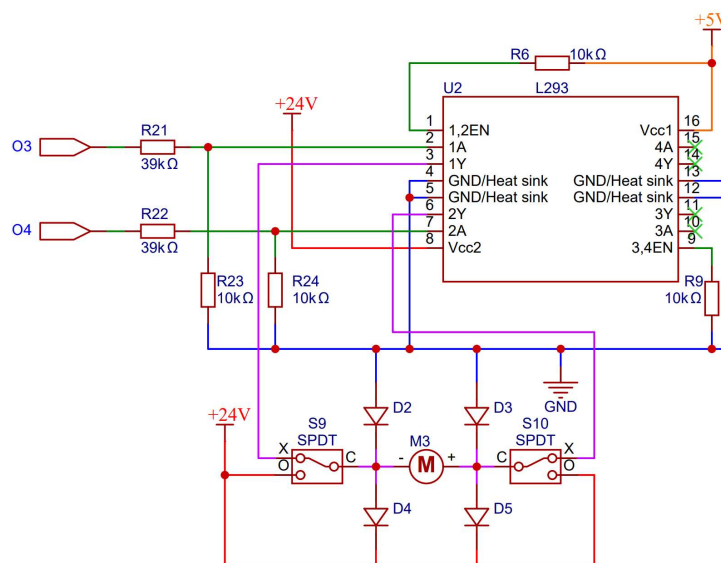 +5V
R6 10kΩ
U2 L293
+24V
1 1,2EN Vcc1 16
O3 R21 39kΩ
2 1A 4A 15
3 1Y 4Y 14
4 GND/Heat sink GND/Heat sink 13
5 GND/Heat sink GND/Heat sink 12
6 2Y 3Y 11
O4 R22 39kΩ
7 2A 3A 10
8 Vcc2 3,4EN 9
R23 10kΩ
R24 10kΩ
R9 10kΩ
GND
D2
D3
+24V
S9 SPDT
X
O
C
- M3 +
M
S10 SPDT
C
X
O
D4
D5